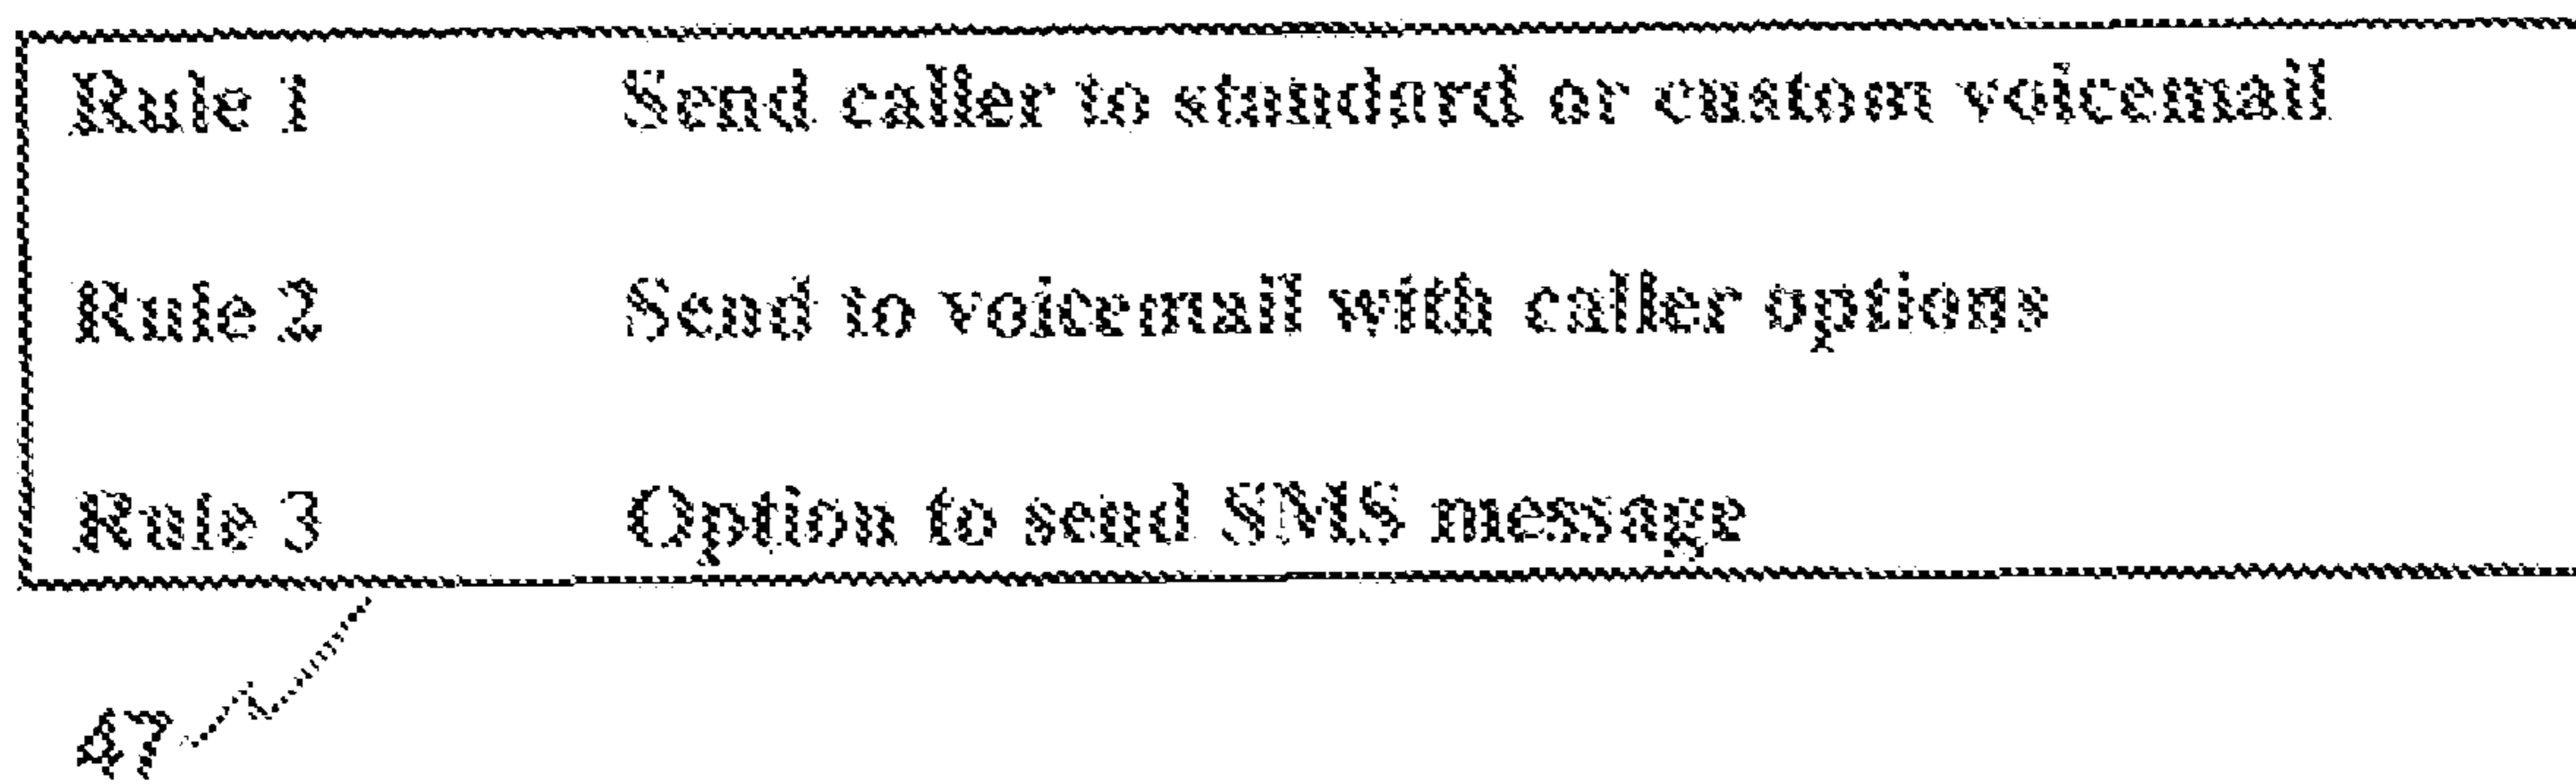 Rule 1 Send caller to standard or custom voicemail
Rule 2 Send to voicemail with caller options
Rule 3 Option to send SMS message
47